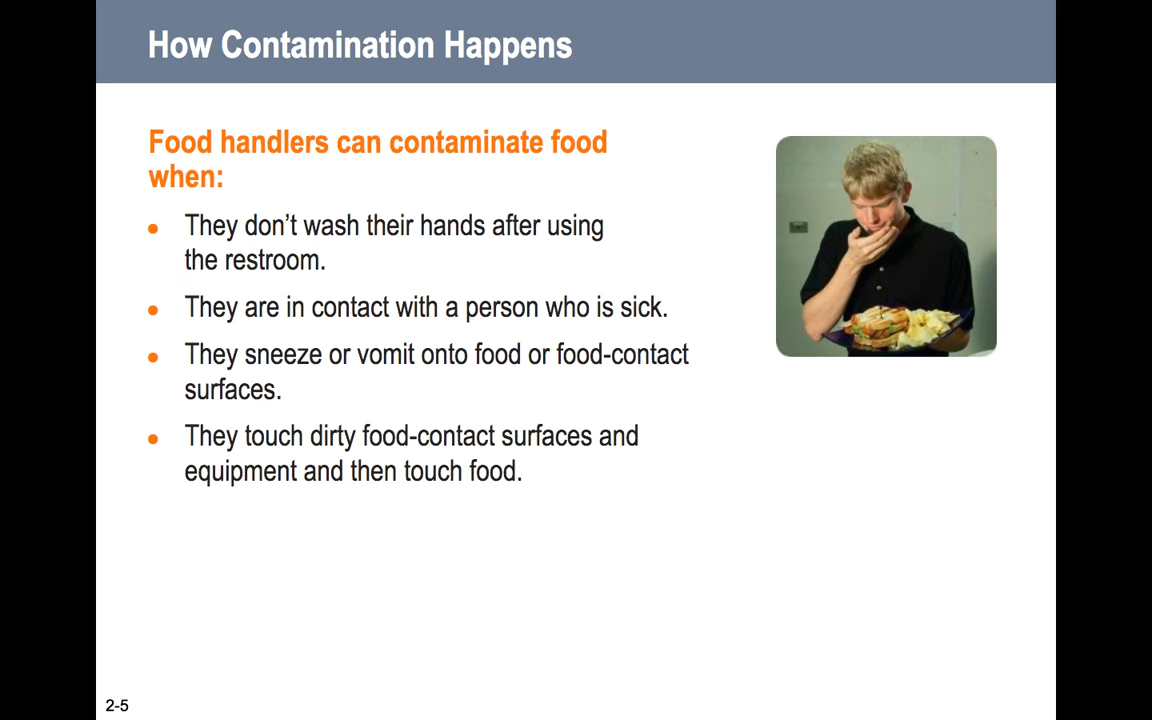 How Contamination Happens
Food handlers can contaminate food
when:
• They don’t wash their hands after using
the restroom.
• They are in contact with a person who is sick.
• They sneeze or vomit onto food or food-contact
surfaces.
• They touch dirty food-contact surfaces and
equipment and then touch food.
2-5